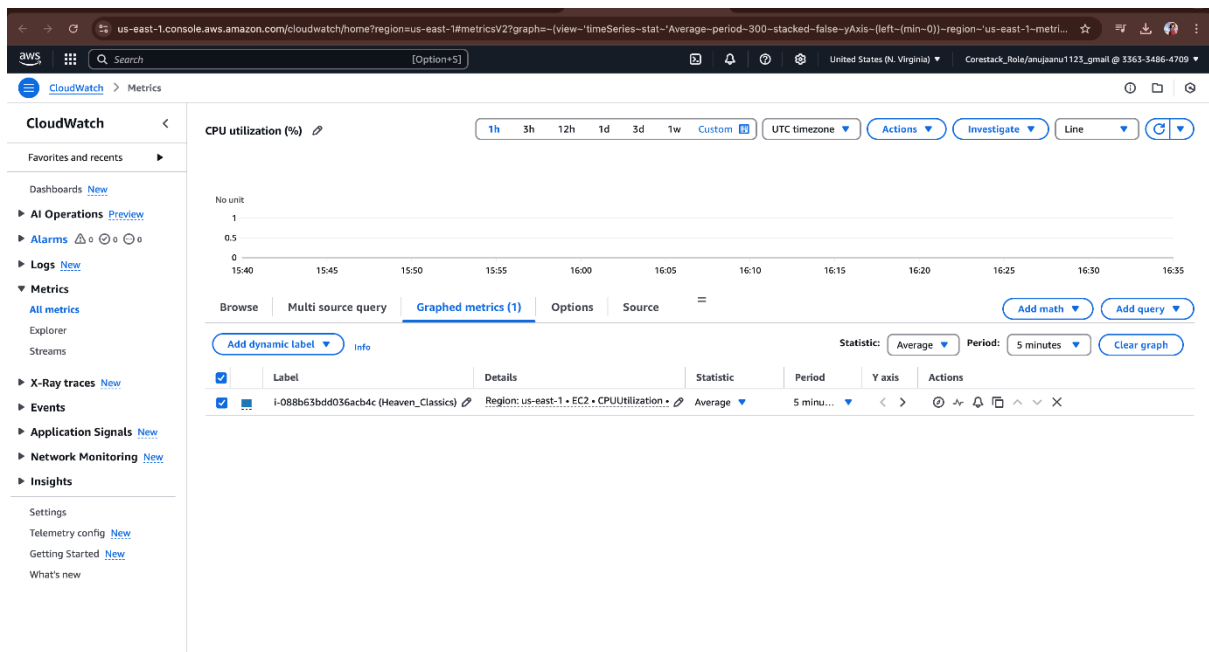 us-east-1.console.aws.amazon.com/cloudwatch/home?region=us-east-1#metricsV2?graph=~(view~'timeSeries~stat~'Average~period~300~stacked~false~yAxis~(left~(min~0))~region~'us-east-1~metri...
aws Search [Option+S] United States (N. Virginia) ▼ Corestack_Role/anujaanu1123_gmail @ 3363-3486-4709 ▼
CloudWatch > Metrics
CloudWatch
Favorites and recents
Dashboards New
AI Operations Preview
Alarms 0 0 0
Logs New
Metrics
All metrics
Explorer
Streams
X-Ray traces New
Events
Application Signals New
Network Monitoring New
Insights
Settings
Telemetry config New
Getting Started New
What's new
CPU utilization (%) 1h 3h 12h 1d 3d 1w Custom UTC timezone ▼ Actions ▼ Investigate ▼ Line ▼
No unit
1
0.5
0
15:40 15:45 15:50 15:55 16:00 16:05 16:10 16:15 16:20 16:25 16:30 16:35
Browse Multi source query Graphed metrics (1) Options Source = Add math ▼ Add query ▼
Add dynamic label ▼ Info Statistic: Average ▼ Period: 5 minutes ▼ Clear graph
Label Details Statistic Period Y axis Actions
i-088b63bdd036acb4c (Heaven_Classics) Region: us-east-1 • EC2 • CPUUtilization • Average ▼ 5 minu... ▼ < >